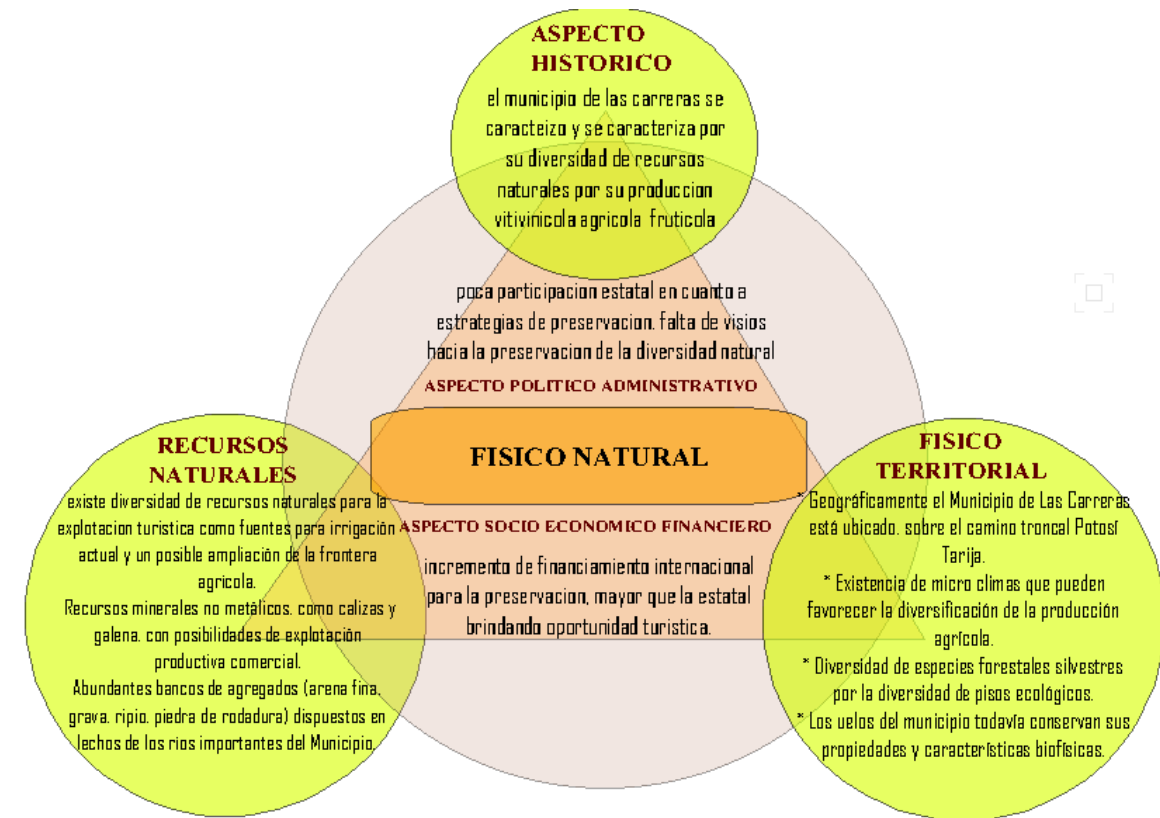 ASPECTO
HISTORICO
el municipio de las carreras se
caracteizo y se caracteriza por
su diversidad de recursos
naturales por su produccion
vitivinicola agricola fruticola
poca participacion estatal en cuanto a
estrategias de preservacion. falta de visios
hacia la preservacion de la diversidad natural
ASPECTO POLITICO ADMINISTRATIVO
FISICO NATURAL
ASPECTO SOCIO ECONOMICO FINANCIERO
incremento de financiamiento internacional
para la preservacion, mayor que la estatal
brindando oportunidad turistica.
RECURSOS
NATURALES
existe diversidad de recursos naturales para la
explotacion turistica como fuentes para irrigación
actual y un posible ampliación de la frontera
agricola.
Recursos minerales no metálicos. como calizas y
galena. con posibilidades de explotación
productiva comercial.
Abundantes bancos de agregados (arena fina.
grava. ripio. piedra de rodadura) dispuestos en
lechos de los rios importantes del Municipio.
FISICO
TERRITORIAL
* Geográficamente el Municipio de Las Carreras
está ubicado. sobre el camino troncal Potosí
Tarija.
* Existencia de micro climas que pueden
favorecer la diversificación de la producción
agrícola.
* Diversidad de especies forestales silvestres
por la diversidad de pisos ecológicos.
* Los uelos del municipio todavía conservan sus
propiedades y características biofísicas.